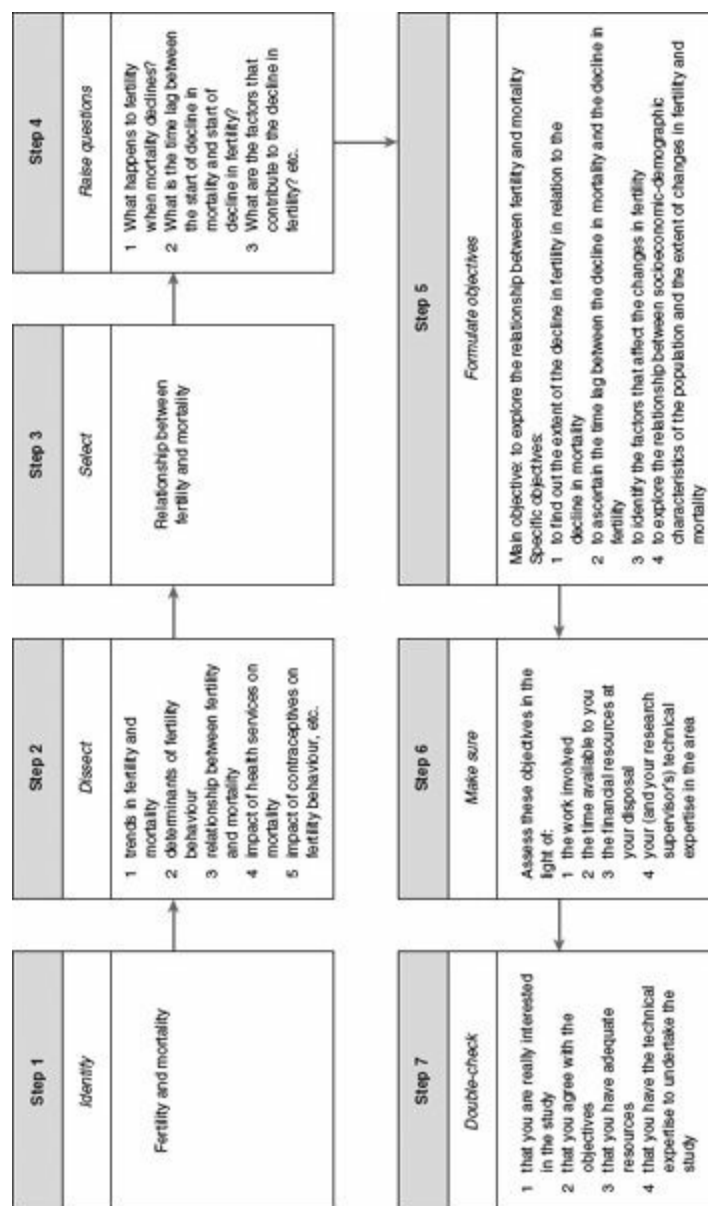 Step 1
Identify
Fertility and mortality
Step 2
Dissect
1 trends in fertility and
mortality
2 determinants of fertility
behaviour
3 relationship between fertility
and mortality
4 impact of health services on
mortality
5 impact of contraceptives on
fertility behaviour, etc.
Step 3
Select
Relationship between
fertility and mortality
Step 4
Raise questions
1 What happens to fertility
when mortality declines?
2 What is the time lag between
the start of decline in
mortality and start of
decline in fertility?
3 What are the factors that
contribute to the decline in
fertility? etc.
Step 5
Formulate objectives
Main objective: to explore the relationship between fertility and mortality
Specific objectives:
1 to find out the extent of the decline in fertility in relation to the
decline in mortality
2 to ascertain the time lag between the decline in mortality and the decline in
fertility
3 to identify the factors that affect the changes in fertility
4 to explore the relationship between socioeconomic-demographic
characteristics of the population and the extent of changes in fertility and
mortality
Step 6
Make sure
Assess these objectives in the
light of:
1 the work involved
2 the time available to you
3 the financial resources at
your disposal
4 your (and your research
supervisor's) technical
expertise in the area
Step 7
Double-check
1 that you are really interested
in the study
2 that you agree with the
objectives
3 that you have adequate
resources
4 that you have the technical
expertise to undertake the
study